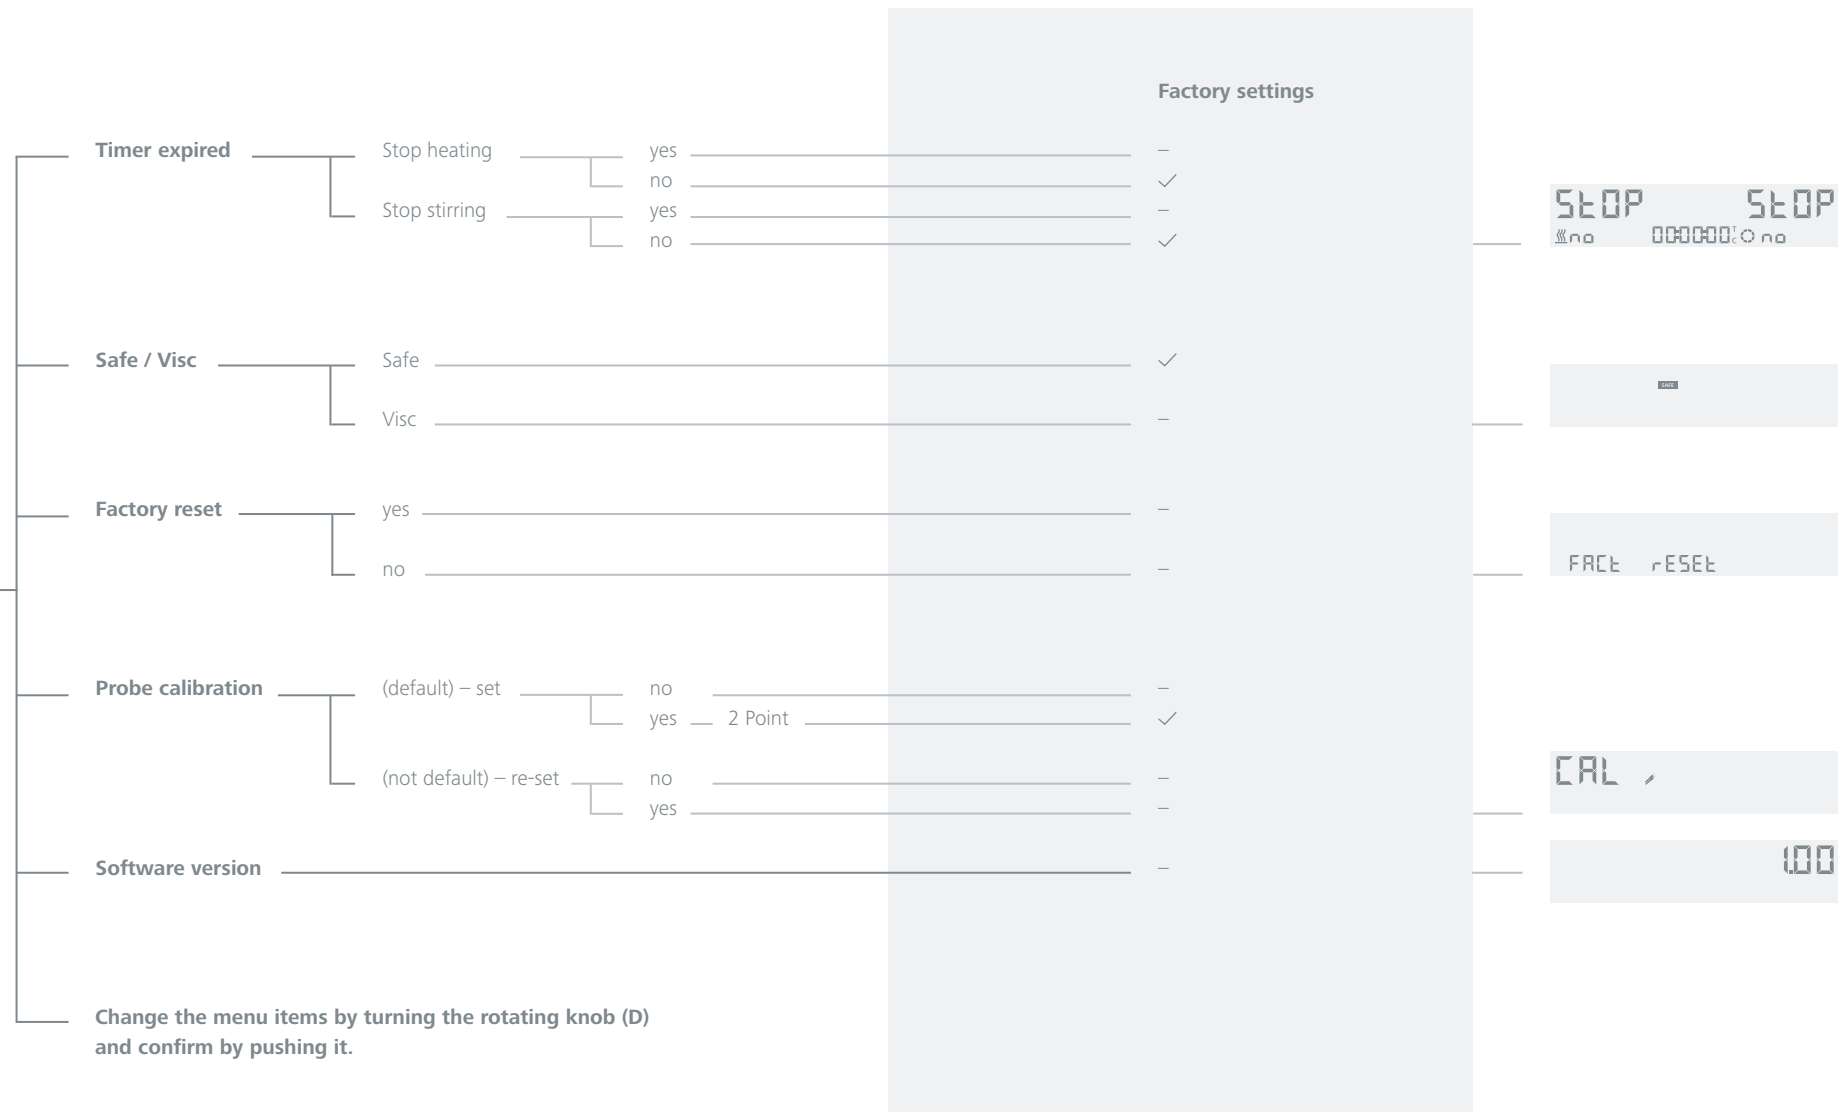 Factory settings
Timer expired Stop heating yes –
no ✓
Stop stirring yes –
no ✓
StOP StOP
no 00:00:00 TC no
Safe / Visc Safe ✓
SAFE
Visc –
Factory reset yes –
no –
FACt rESEt
Probe calibration (default) – set no –
yes 2 Point ✓
(not default) – re-set no –
CAL
yes –
Software version –
1.00
Change the menu items by turning the rotating knob (D)
and confirm by pushing it.